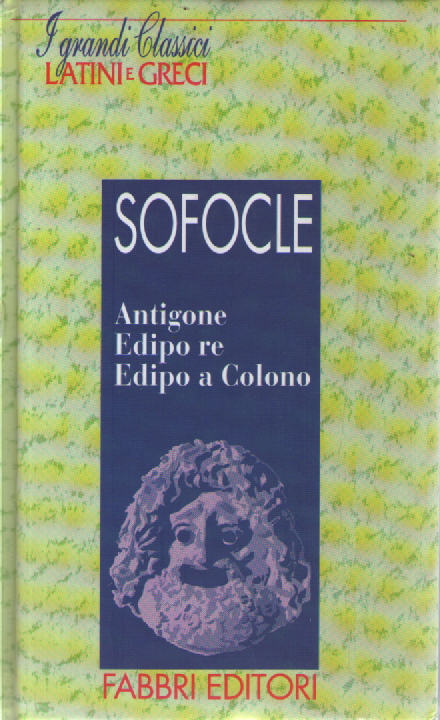 I grandi Classici
LATINI E GRECI
SOFOCLE
Antigone
Edipo re
Edipo a Colono
FABBRI EDITORI